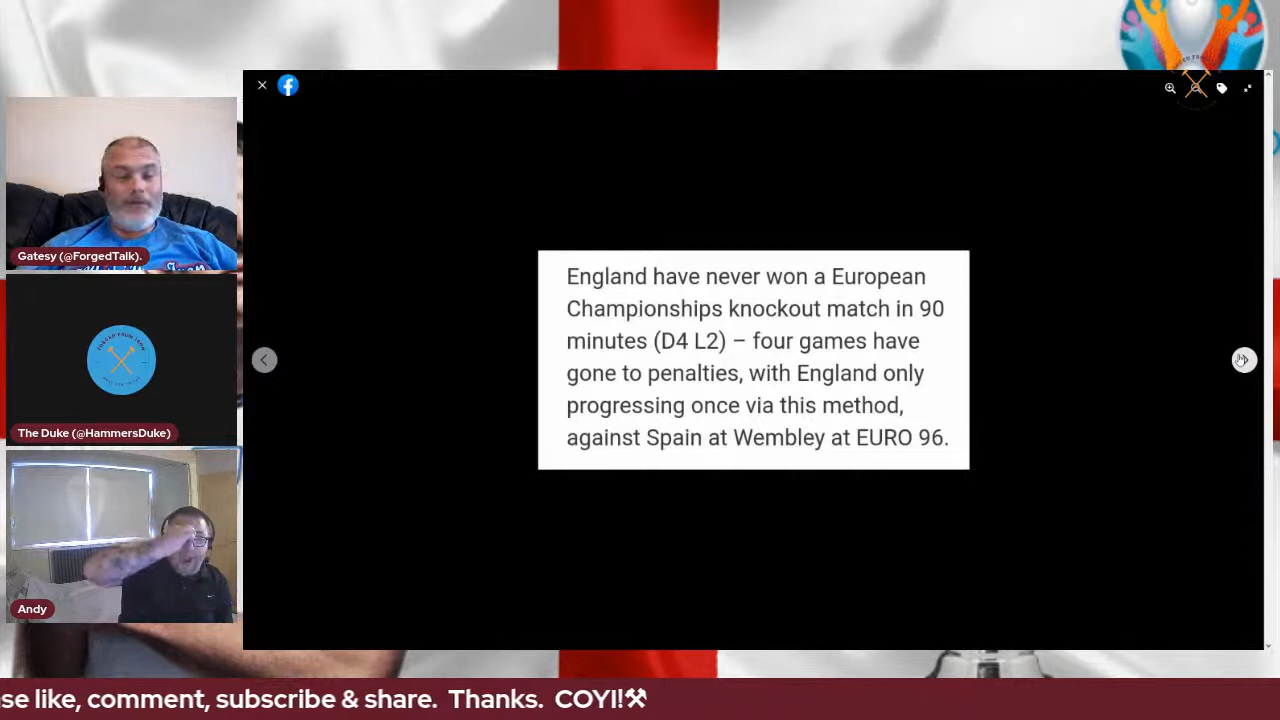 Gatesy (@ForgedTalk).
The Duke (@HammersDuke)
Andy
England have never won a European
Championships knockout match in 90
minutes (D4 L2) – four games have
gone to penalties, with England only
progressing once via this method,
against Spain at Wembley at EURO 96.
se like, comment, subscribe & share. Thanks. COYI!⚒